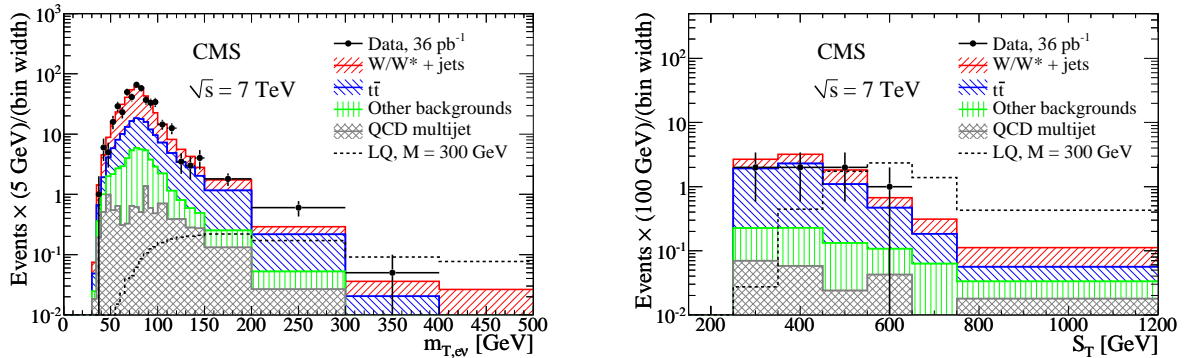 Events × (5 GeV)/(bin width)
10³
10²
10
1
10⁻¹
10⁻²
CMS
√s = 7 TeV
Data, 36 pb⁻¹
W/W* + jets
tt̄
Other backgrounds
QCD multijet
LQ, M = 300 GeV
0 50 100 150 200 250 300 350 400 450 500
m_T,eν [GeV]
Events × (100 GeV)/(bin width)
10²
10
1
10⁻¹
10⁻²
CMS
√s = 7 TeV
Data, 36 pb⁻¹
W/W* + jets
tt̄
Other backgrounds
QCD multijet
LQ, M = 300 GeV
200 400 600 800 1000 1200
S_T [GeV]